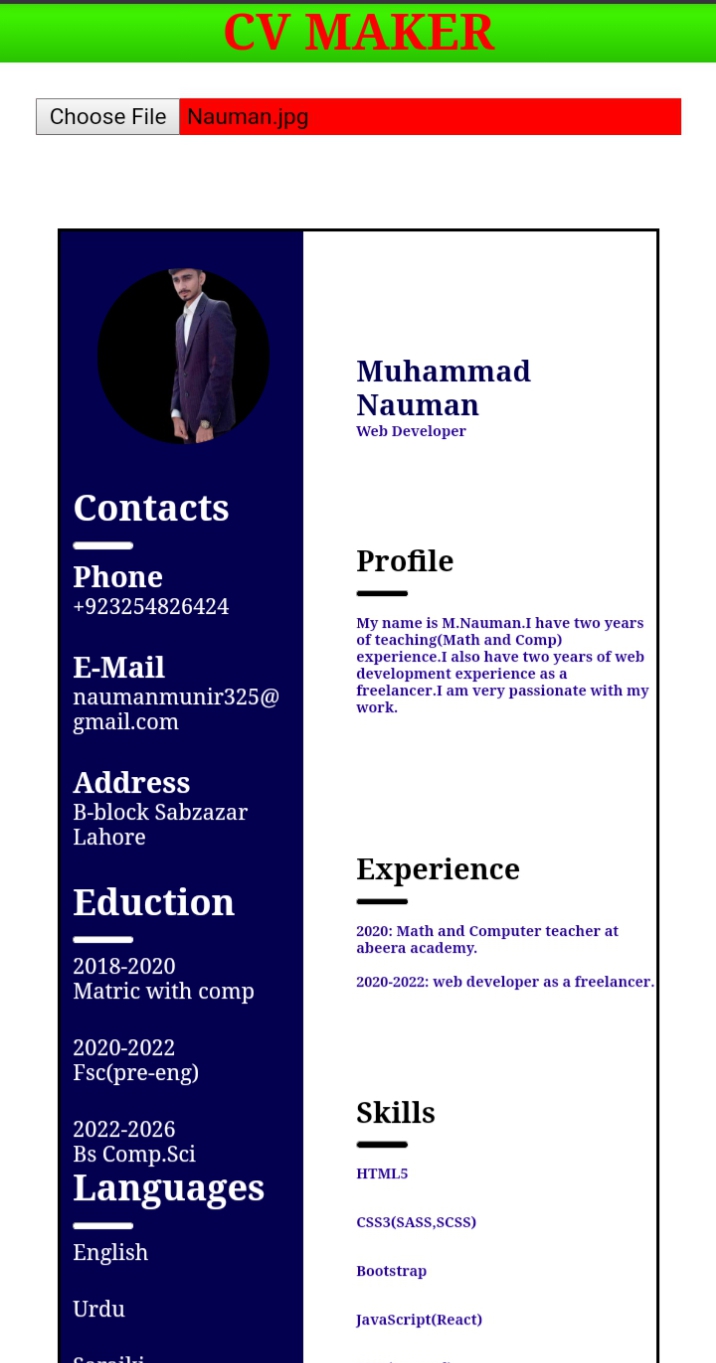 CV MAKER
Choose File Nauman.jpg
Contacts
Phone
+923254826424
E-Mail
naumanmunir325@
gmail.com
Address
B-block Sabzazar
Lahore
Eduction
2018-2020
Matric with comp
2020-2022
Fsc(pre-eng)
2022-2026
Bs Comp.Sci
Languages
English
Urdu
Muhammad
Nauman
Web Developer
Profile
My name is M.Nauman.I have two years
of teaching(Math and Comp)
experience.I also have two years of web
development experience as a
freelancer.I am very passionate with my
work.
Experience
2020: Math and Computer teacher at
abeera academy.
2020-2022: web developer as a freelancer.
Skills
HTML5
CSS3(SASS,SCSS)
Bootstrap
JavaScript(React)